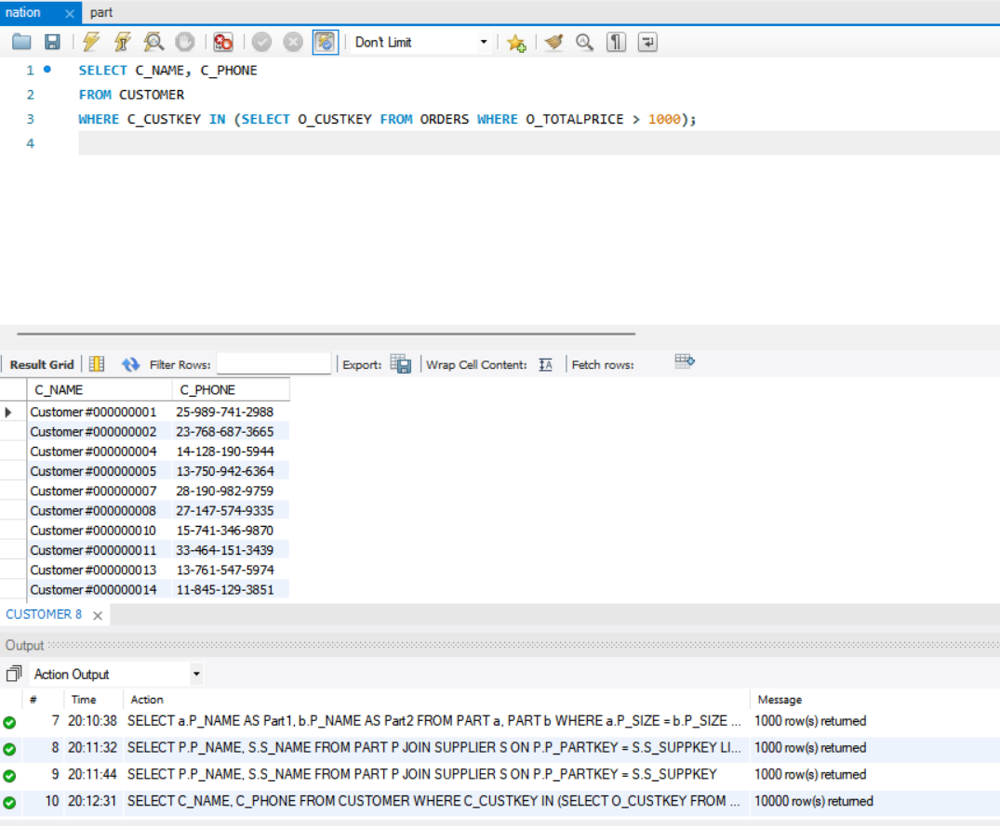 nation × part
Don't Limit
1 SELECT C_NAME, C_PHONE
2 FROM CUSTOMER
3 WHERE C_CUSTKEY IN (SELECT O_CUSTKEY FROM ORDERS WHERE O_TOTALPRICE > 1000);
4
Result Grid Filter Rows: Export: Wrap Cell Content: IA Fetch rows:
C_NAME C_PHONE
Customer#000000001 25-989-741-2988
Customer#000000002 23-768-687-3665
Customer#000000004 14-128-190-5944
Customer#000000005 13-750-942-6364
Customer#000000007 28-190-982-9759
Customer#000000008 27-147-574-9335
Customer#000000010 15-741-346-9870
Customer#000000011 33-464-151-3439
Customer#000000013 13-761-547-5974
Customer#000000014 11-845-129-3851
CUSTOMER 8 ×
Output
Action Output
# Time Action Message
7 20:10:38 SELECT a.P_NAME AS Part1, b.P_NAME AS Part2 FROM PART a, PART b WHERE a.P_SIZE = b.P_SIZE ... 1000 row(s) returned
8 20:11:32 SELECT P.P_NAME, S.S_NAME FROM PART P JOIN SUPPLIER S ON P.P_PARTKEY = S.S_SUPPKEY LI... 1000 row(s) returned
9 20:11:44 SELECT P.P_NAME, S.S_NAME FROM PART P JOIN SUPPLIER S ON P.P_PARTKEY = S.S_SUPPKEY 1000 row(s) returned
10 20:12:31 SELECT C_NAME, C_PHONE FROM CUSTOMER WHERE C_CUSTKEY IN (SELECT O_CUSTKEY FROM ... 10000 row(s) returned